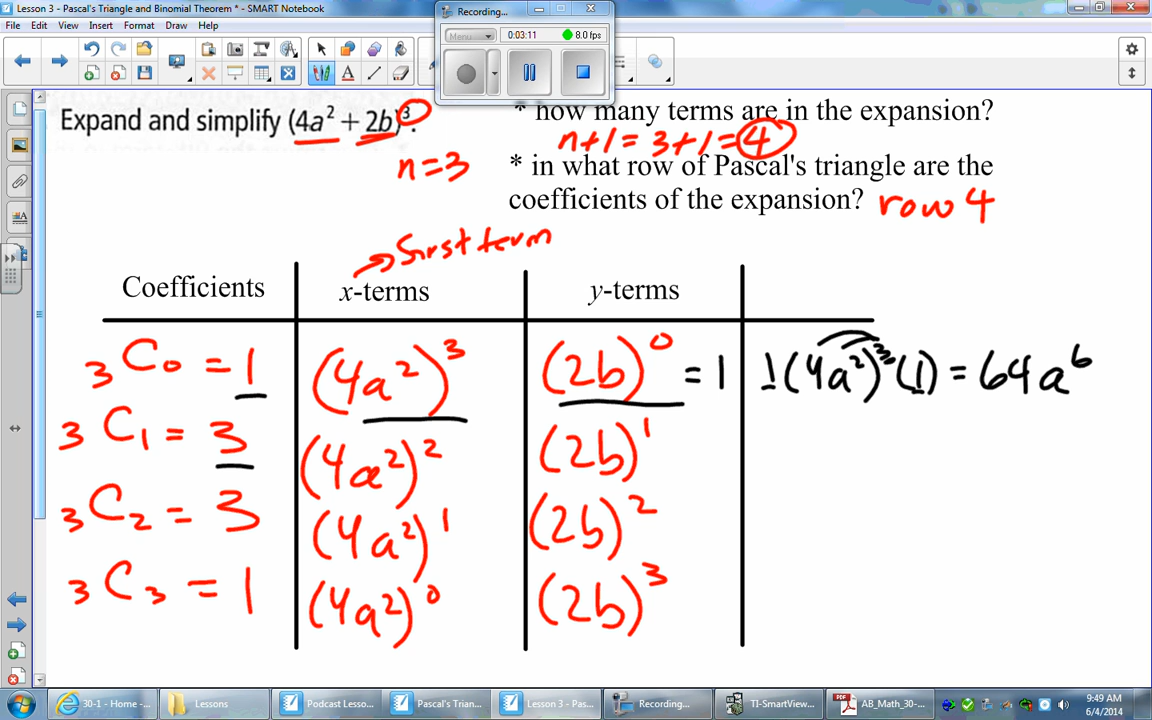 Lesson 3 - Pascal's Triangle and Binomial Theorem * - SMART Notebook
Recording...
File Edit View Insert Format Tools Add-ons Help
Menu 0:03:11 8.0 fps
Expand and simplify (4a² + 2b)³.
* how many terms are in the expansion?
n+1 = 3+1 = 4
n=3
* in what row of Pascal's triangle are the
coefficients of the expansion? row 4
→ first term
Coefficients x-terms y-terms
₃C₀ = 1 (4a²)³ (2b)⁰ = 1 1(4a²)³(1) = 64a⁶
₃C₁ = 3 (4a²)² (2b)¹
₃C₂ = 3 (4a²)¹ (2b)²
₃C₃ = 1 (4a²)⁰ (2b)³
30-1 - Home -... Lessons Podcast Lesso... Pascal's Trian... Lesson 3 - Pas... Recording... TI-SmartView... AB_Math_30-... 9:49 AM
6/4/2014